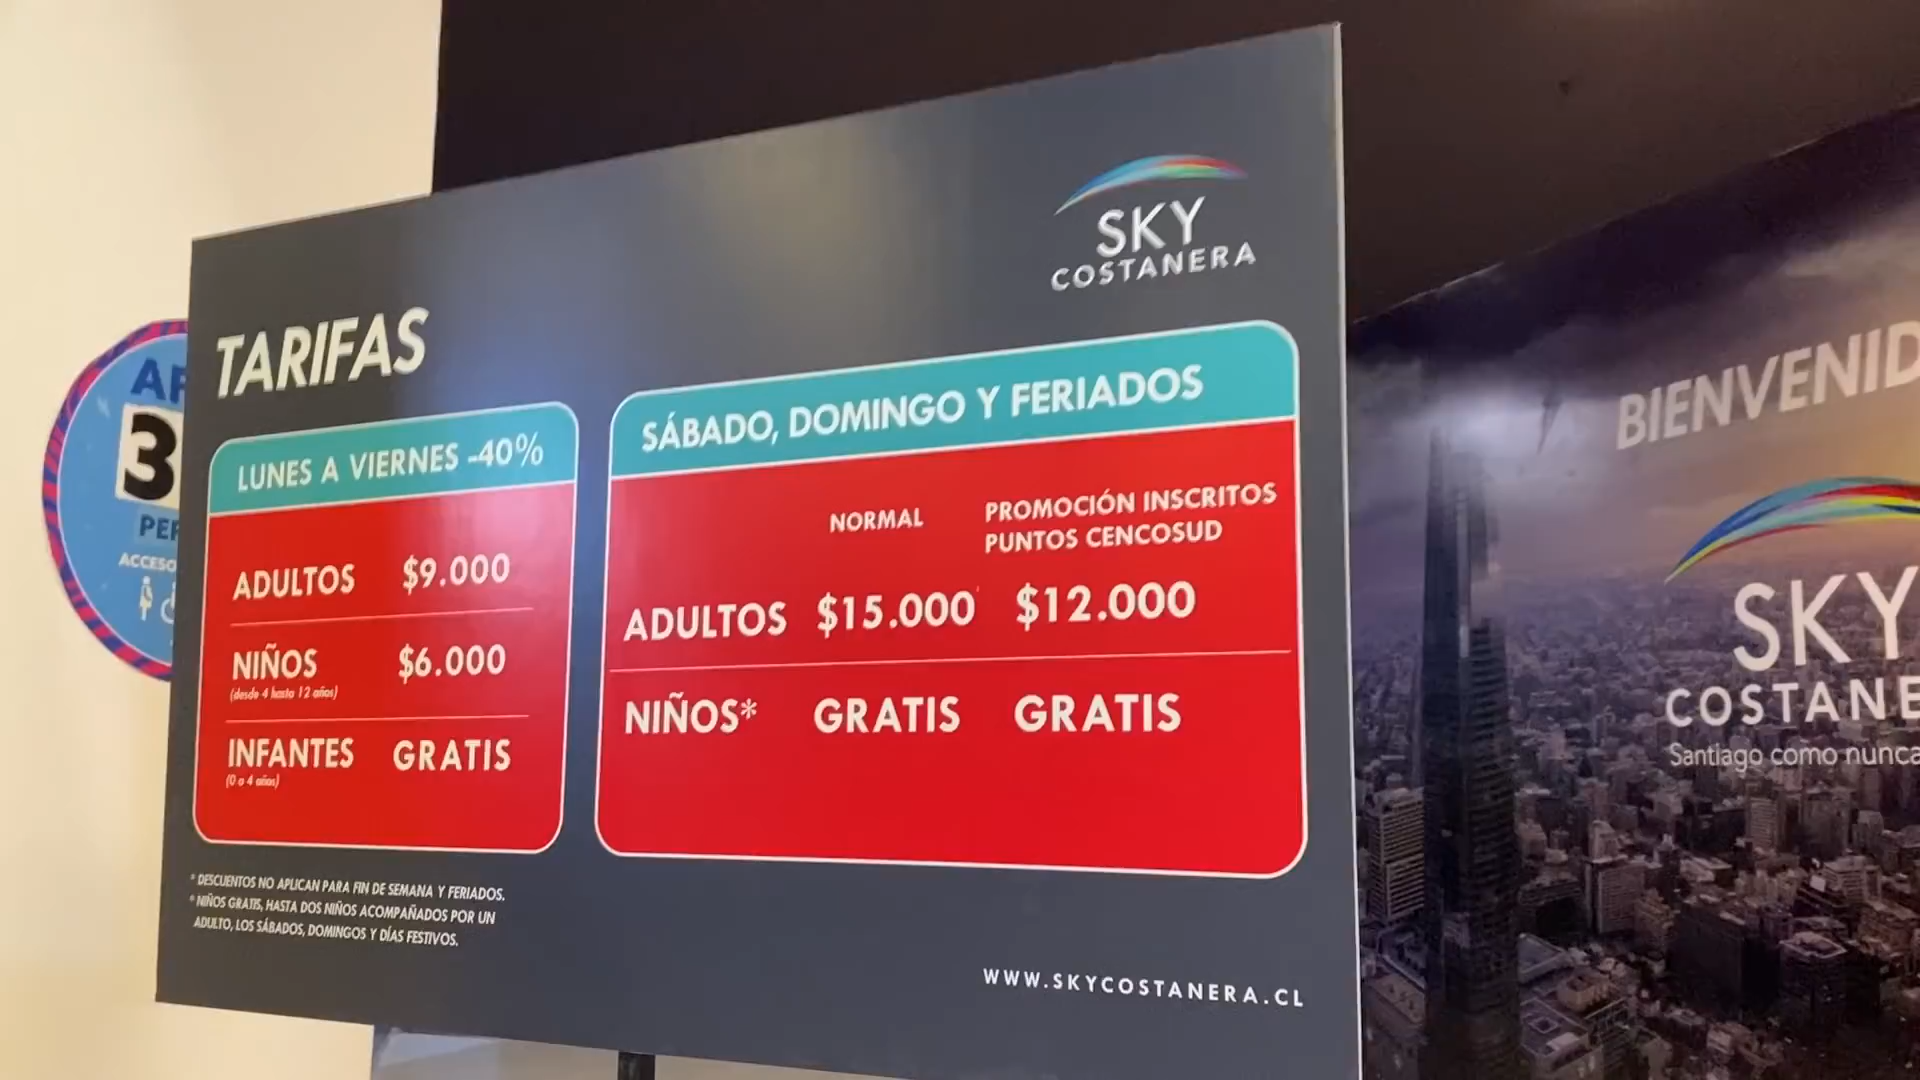 SKY
COSTANERA
TARIFAS
LUNES A VIERNES -40%
ADULTOS $9.000
NIÑOS $6.000
(desde 4 hasta 12 años)
INFANTES GRATIS
(0 a 4 años)
SÁBADO, DOMINGO Y FERIADOS
NORMAL
PROMOCIÓN INSCRITOS
PUNTOS CENCOSUD
ADULTOS $15.000 $12.000
NIÑOS* GRATIS GRATIS
* DESCUENTOS NO APLICAN PARA FIN DE SEMANA Y FERIADOS.
* NIÑOS GRATIS, HASTA DOS NIÑOS ACOMPAÑADOS POR UN
ADULTO, LOS SÁBADOS, DOMINGOS Y DÍAS FESTIVOS.
WWW.SKYCOSTANERA.CL
3
BIENVENID
SKY
COSTANE
Santiago como nunca